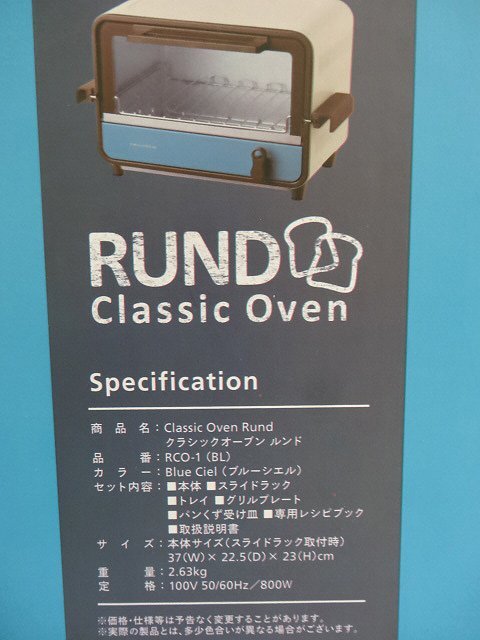 RUND
Classic Oven
Specification
商品名：Classic Oven Rund
クラシックオーブン ルンド
品番：RCO-1 (BL)
カラー：Blue Ciel（ブルーシエル）
セット内容：■本体 ■スライドラック
■トレイ ■グリルプレート
■パンくず受け皿 ■専用レシピブック
■取扱説明書
サイズ：本体サイズ（スライドラック取付時）
37(W)× 22.5(D)× 23(H)cm
重量：2.63kg
定格：100V 50/60Hz／800W
※価格・仕様等は予告なく変更することがあります。
※実際の製品とは、多少色合いが異なる場合がございます。